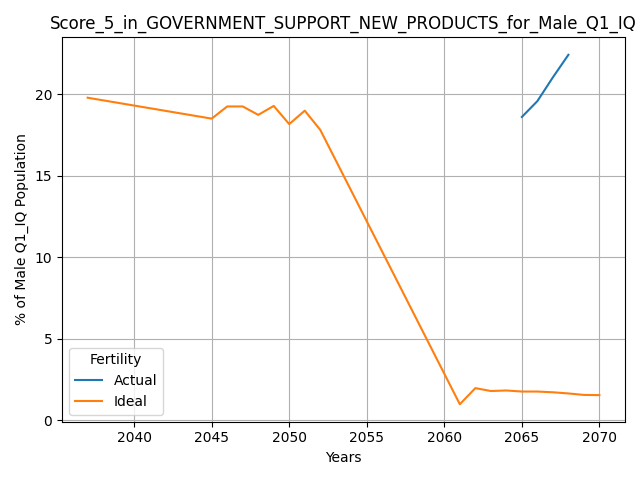 Score_5_in_GOVERNMENT_SUPPORT_NEW_PRODUCTS_for_Male_Q1_IQ
% of Male Q1_IQ Population
20
15
10
5
0
Fertility
Actual
Ideal
2040 2045 2050 2055 2060 2065 2070
Years